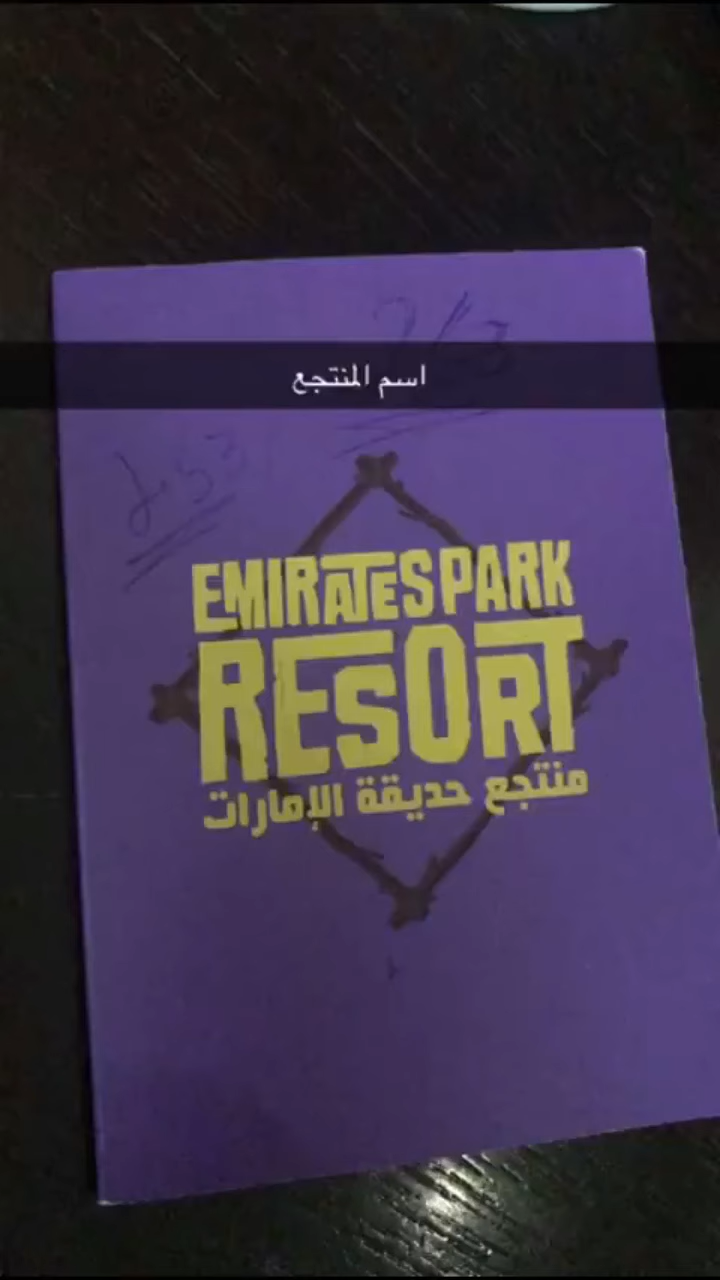 اسم المنتجع
EMIRATES PARK
RESORT
منتجع حديقة الإمارات